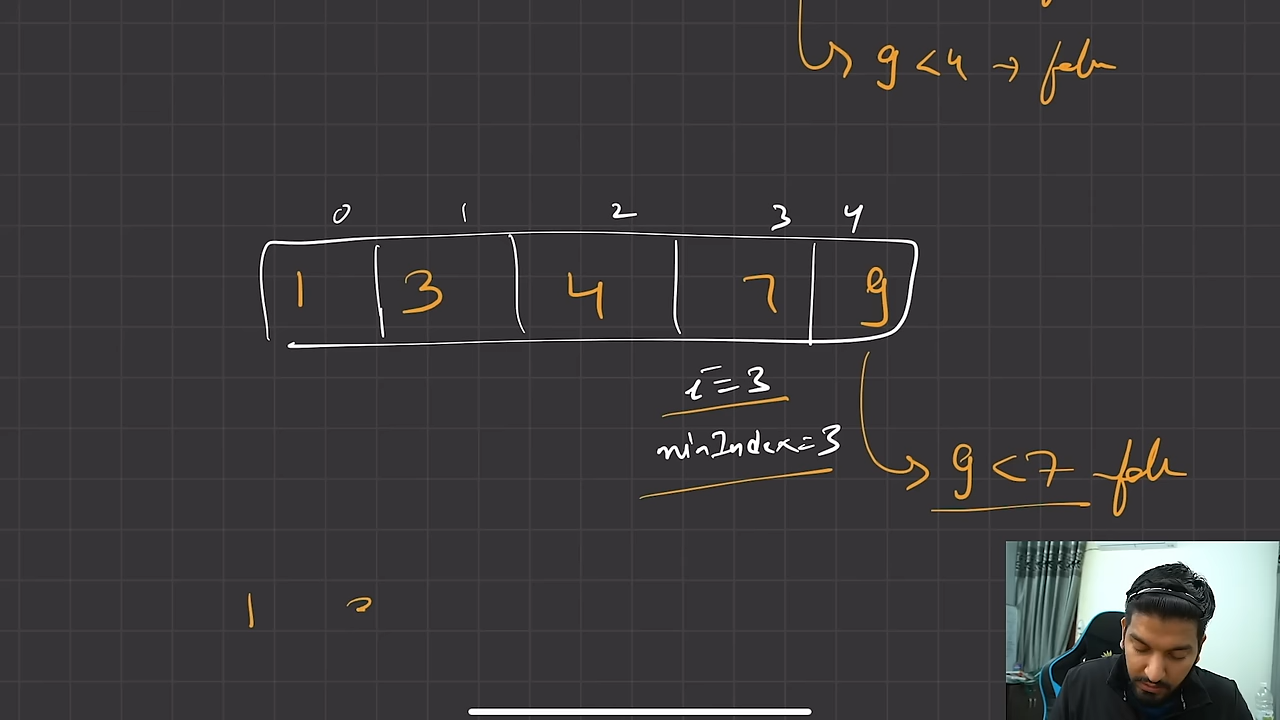 9 < 4 → false
0 1 2 3 4
1 3 4 7 9
i = 3
minIndex = 3
9 < 7 false
1